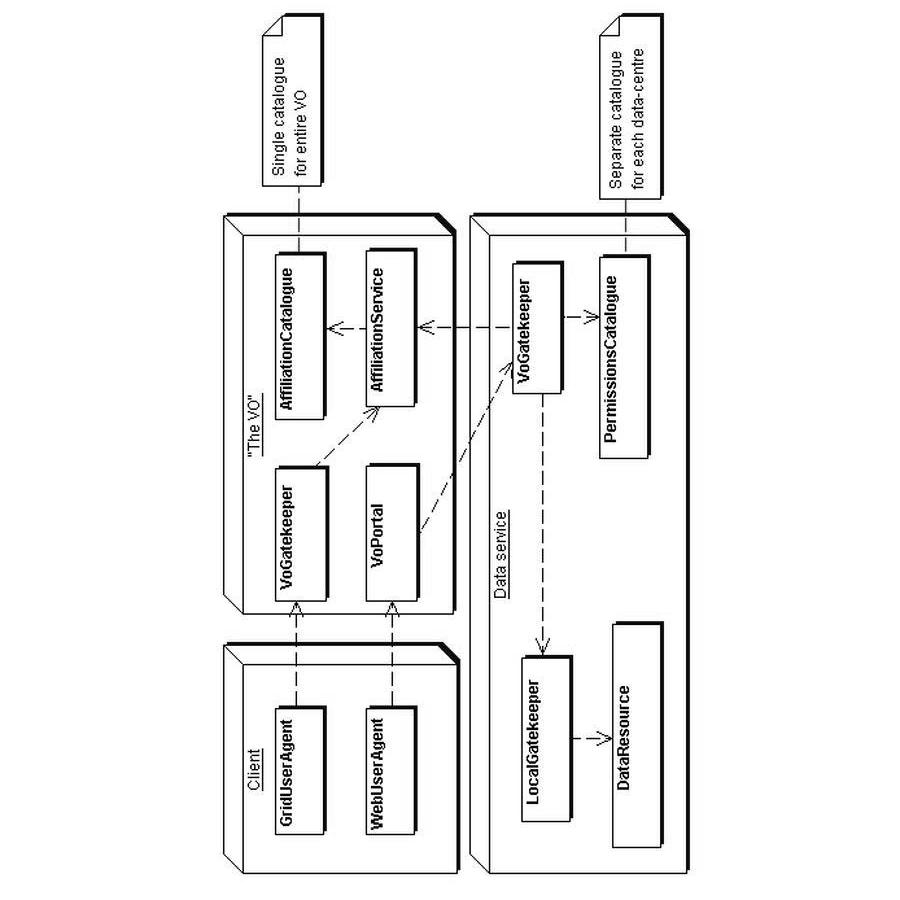 Client
GridUserAgent
WebUserAgent
"The VO"
VoGatekeeper
AffiliationCatalogue
VoPortal
AffiliationService
Single catalogue
for entire VO
Data service
LocalGatekeeper
VoGatekeeper
DataResource
PermissionsCatalogue
Separate catalogue
for each data-centre